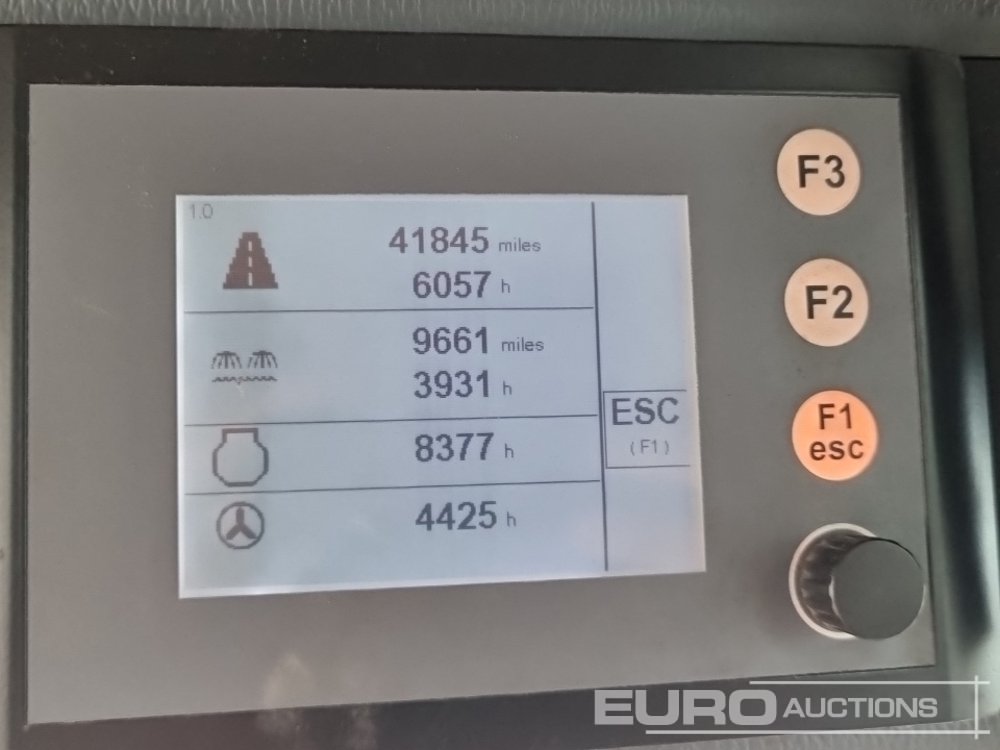 1.0
41845 miles
6057 h
9661 miles
3931 h
8377 h
4425 h
ESC
(F1)
F3
F2
F1
esc
EURO AUCTIONS